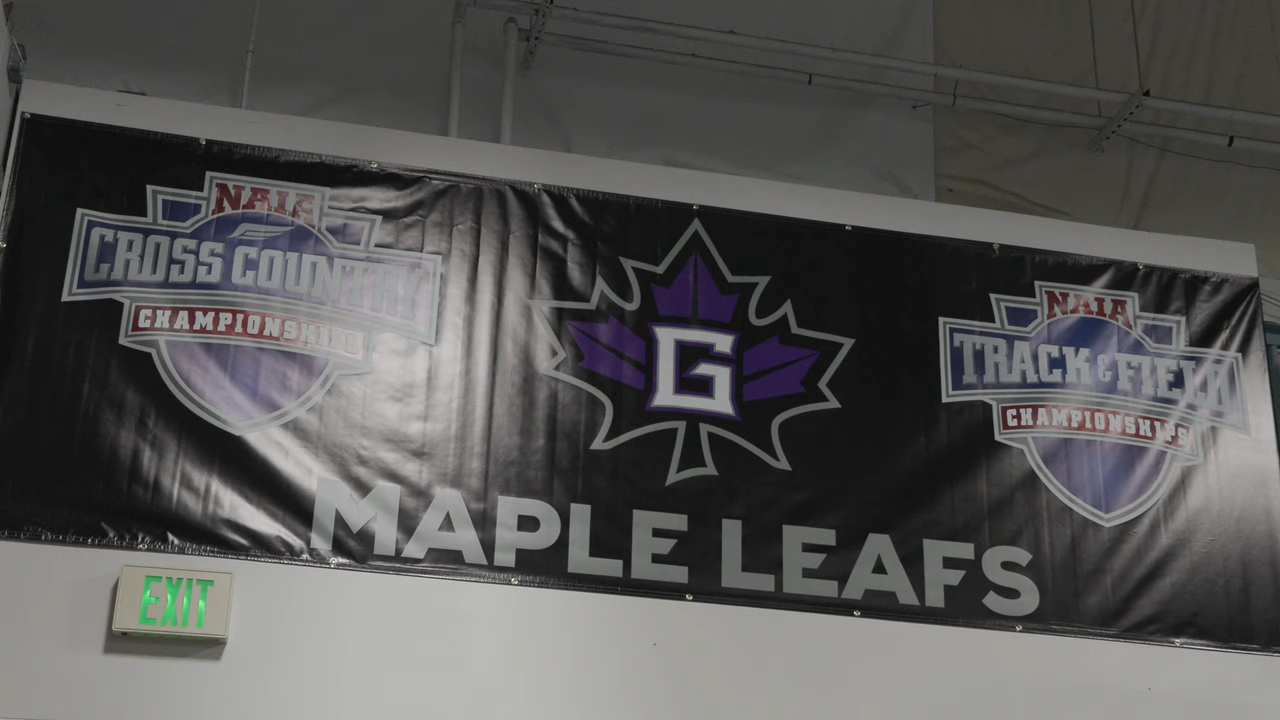 NAIA
CROSS COUNTRY
CHAMPIONSHIPS
G
NAIA
TRACK & FIELD
CHAMPIONSHIPS
MAPLE LEAFS
EXIT